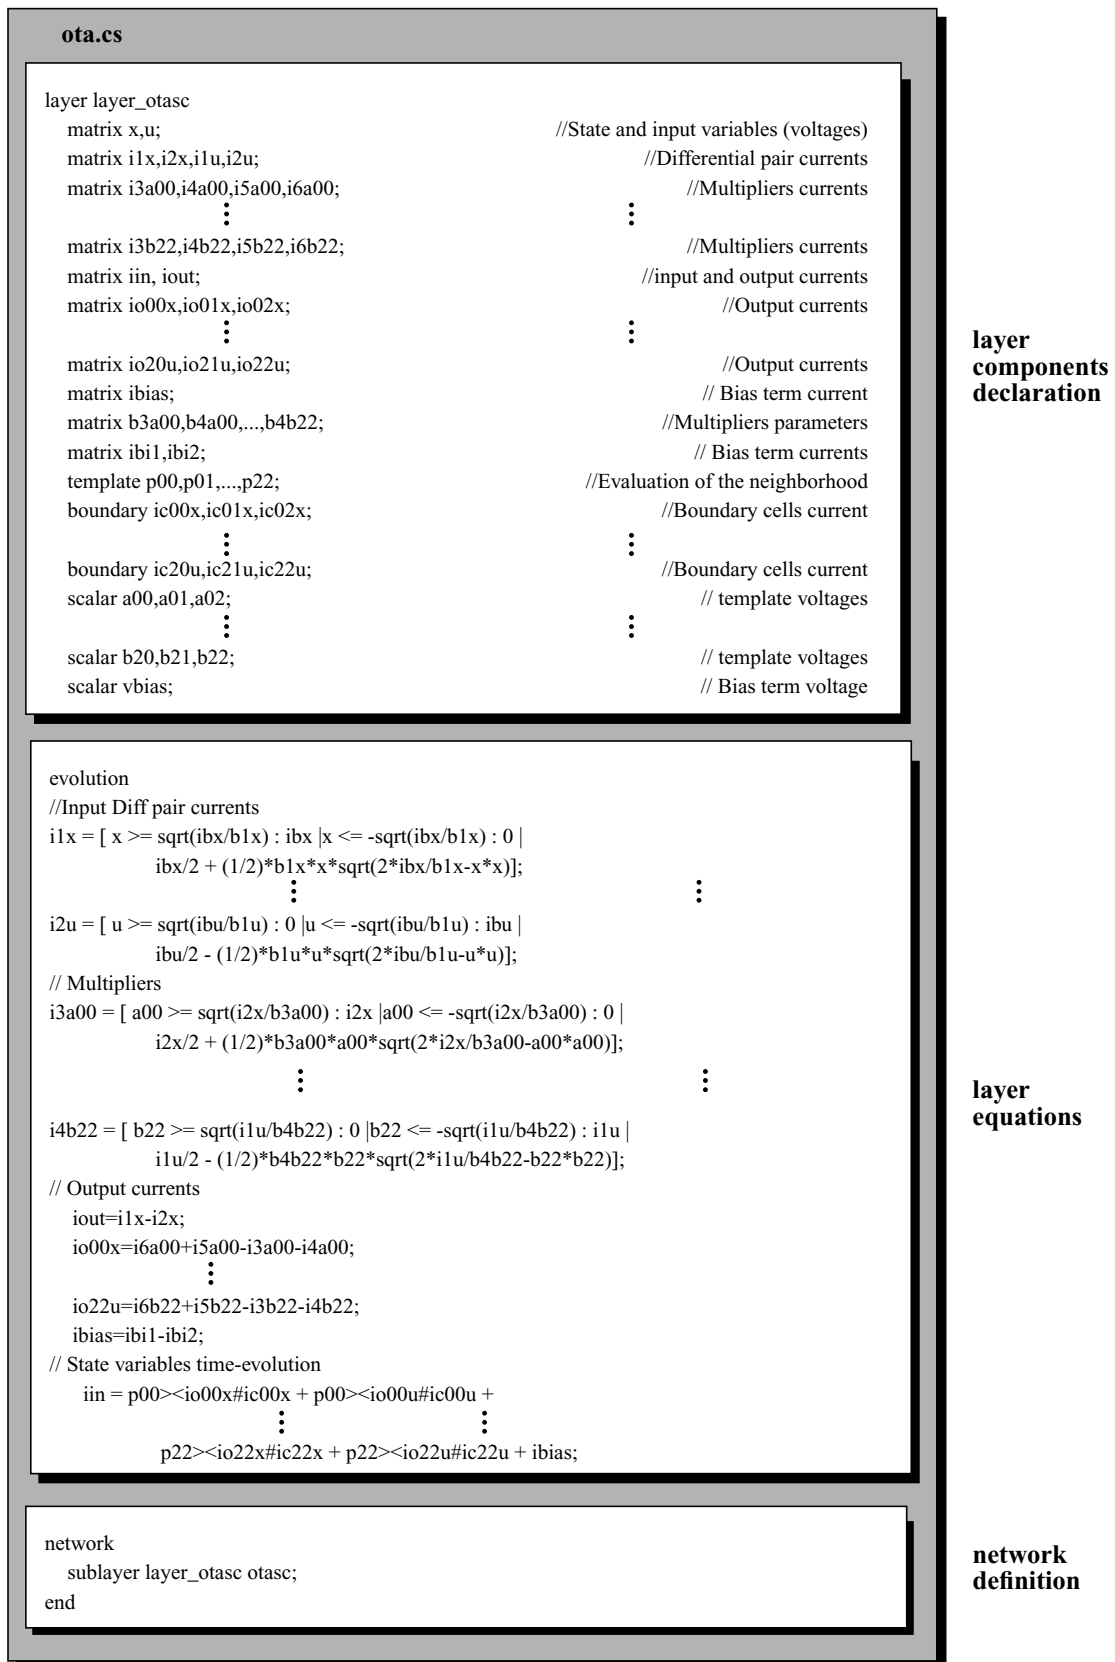 ota.cs
layer layer_otasc
matrix x,u; //State and input variables (voltages)
matrix i1x,i2x,i1u,i2u; //Differential pair currents
matrix i3a00,i4a00,i5a00,i6a00; //Multipliers currents
matrix i3b22,i4b22,i5b22,i6b22; //Multipliers currents
matrix iin, iout; //input and output currents
matrix io00x,io01x,io02x; //Output currents
matrix io20u,io21u,io22u; //Output currents
matrix ibias; // Bias term current
matrix b3a00,b4a00,...,b4b22; //Multipliers parameters
matrix ibi1,ibi2; // Bias term currents
template p00,p01,...,p22; //Evaluation of the neighborhood
boundary ic00x,ic01x,ic02x; //Boundary cells current
boundary ic20u,ic21u,ic22u; //Boundary cells current
scalar a00,a01,a02; // template voltages
scalar b20,b21,b22; // template voltages
scalar vbias; // Bias term voltage
layer
components
declaration
evolution
//Input Diff pair currents
i1x = [ x >= sqrt(ibx/b1x) : ibx |x <= -sqrt(ibx/b1x) : 0 |
ibx/2 + (1/2)*b1x*x*sqrt(2*ibx/b1x-x*x)];
i2u = [ u >= sqrt(ibu/b1u) : 0 |u <= -sqrt(ibu/b1u) : ibu |
ibu/2 - (1/2)*b1u*u*sqrt(2*ibu/b1u-u*u)];
// Multipliers
i3a00 = [ a00 >= sqrt(i2x/b3a00) : i2x |a00 <= -sqrt(i2x/b3a00) : 0 |
i2x/2 + (1/2)*b3a00*a00*sqrt(2*i2x/b3a00-a00*a00)];
i4b22 = [ b22 >= sqrt(i1u/b4b22) : 0 |b22 <= -sqrt(i1u/b4b22) : i1u |
i1u/2 - (1/2)*b4b22*b22*sqrt(2*i1u/b4b22-b22*b22)];
// Output currents
iout=i1x-i2x;
io00x=i6a00+i5a00-i3a00-i4a00;
io22u=i6b22+i5b22-i3b22-i4b22;
ibias=ibi1-ibi2;
// State variables time-evolution
iin = p00><io00x#ic00x + p00><io00u#ic00u +
p22><io22x#ic22x + p22><io22u#ic22u + ibias;
layer
equations
network
sublayer layer_otasc otasc;
end
network
definition